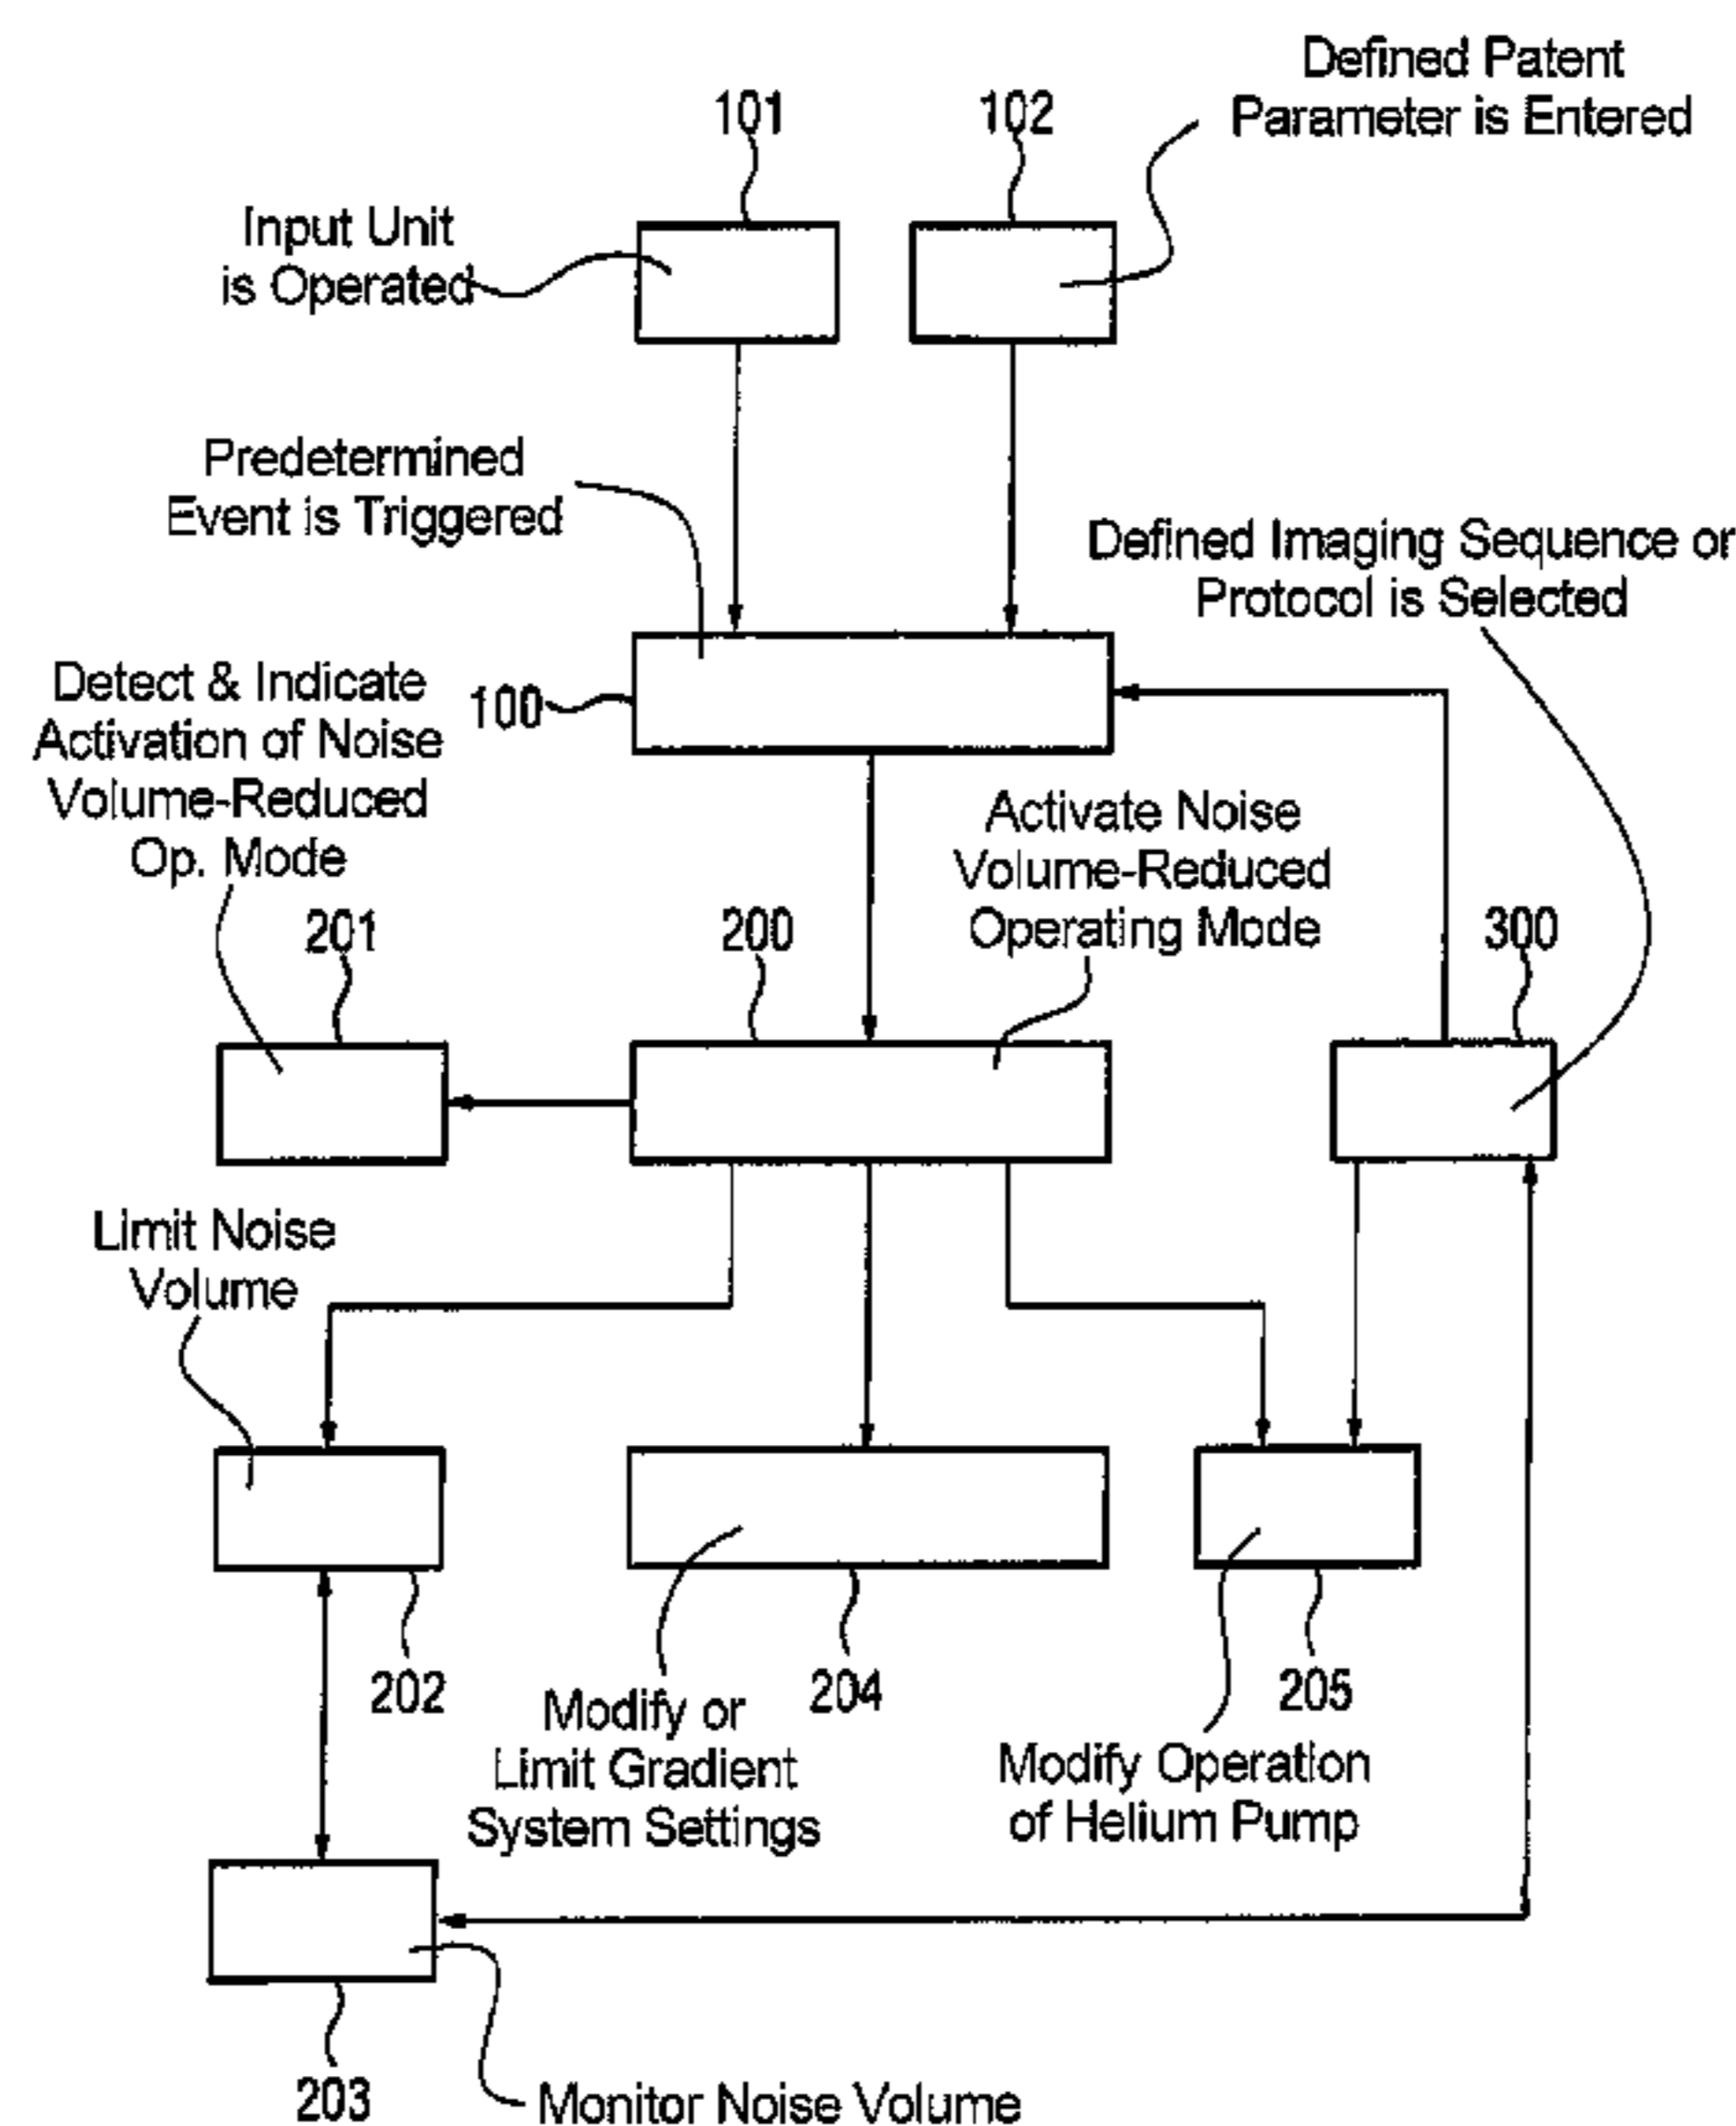 Defined Patent
Parameter is Entered
101
102
Input Unit
is Operated
Predetermined
Event is Triggered
Defined Imaging Sequence or
Protocol is Selected
Detect & Indicate
Activation of Noise
Volume-Reduced
Op. Mode
100
Activate Noise
Volume-Reduced
Operating Mode
201
200
300
Limit Noise
Volume
202
204
205
Modify or
Limit Gradient
System Settings
Modify Operation
of Helium Pump
203
Monitor Noise Volume